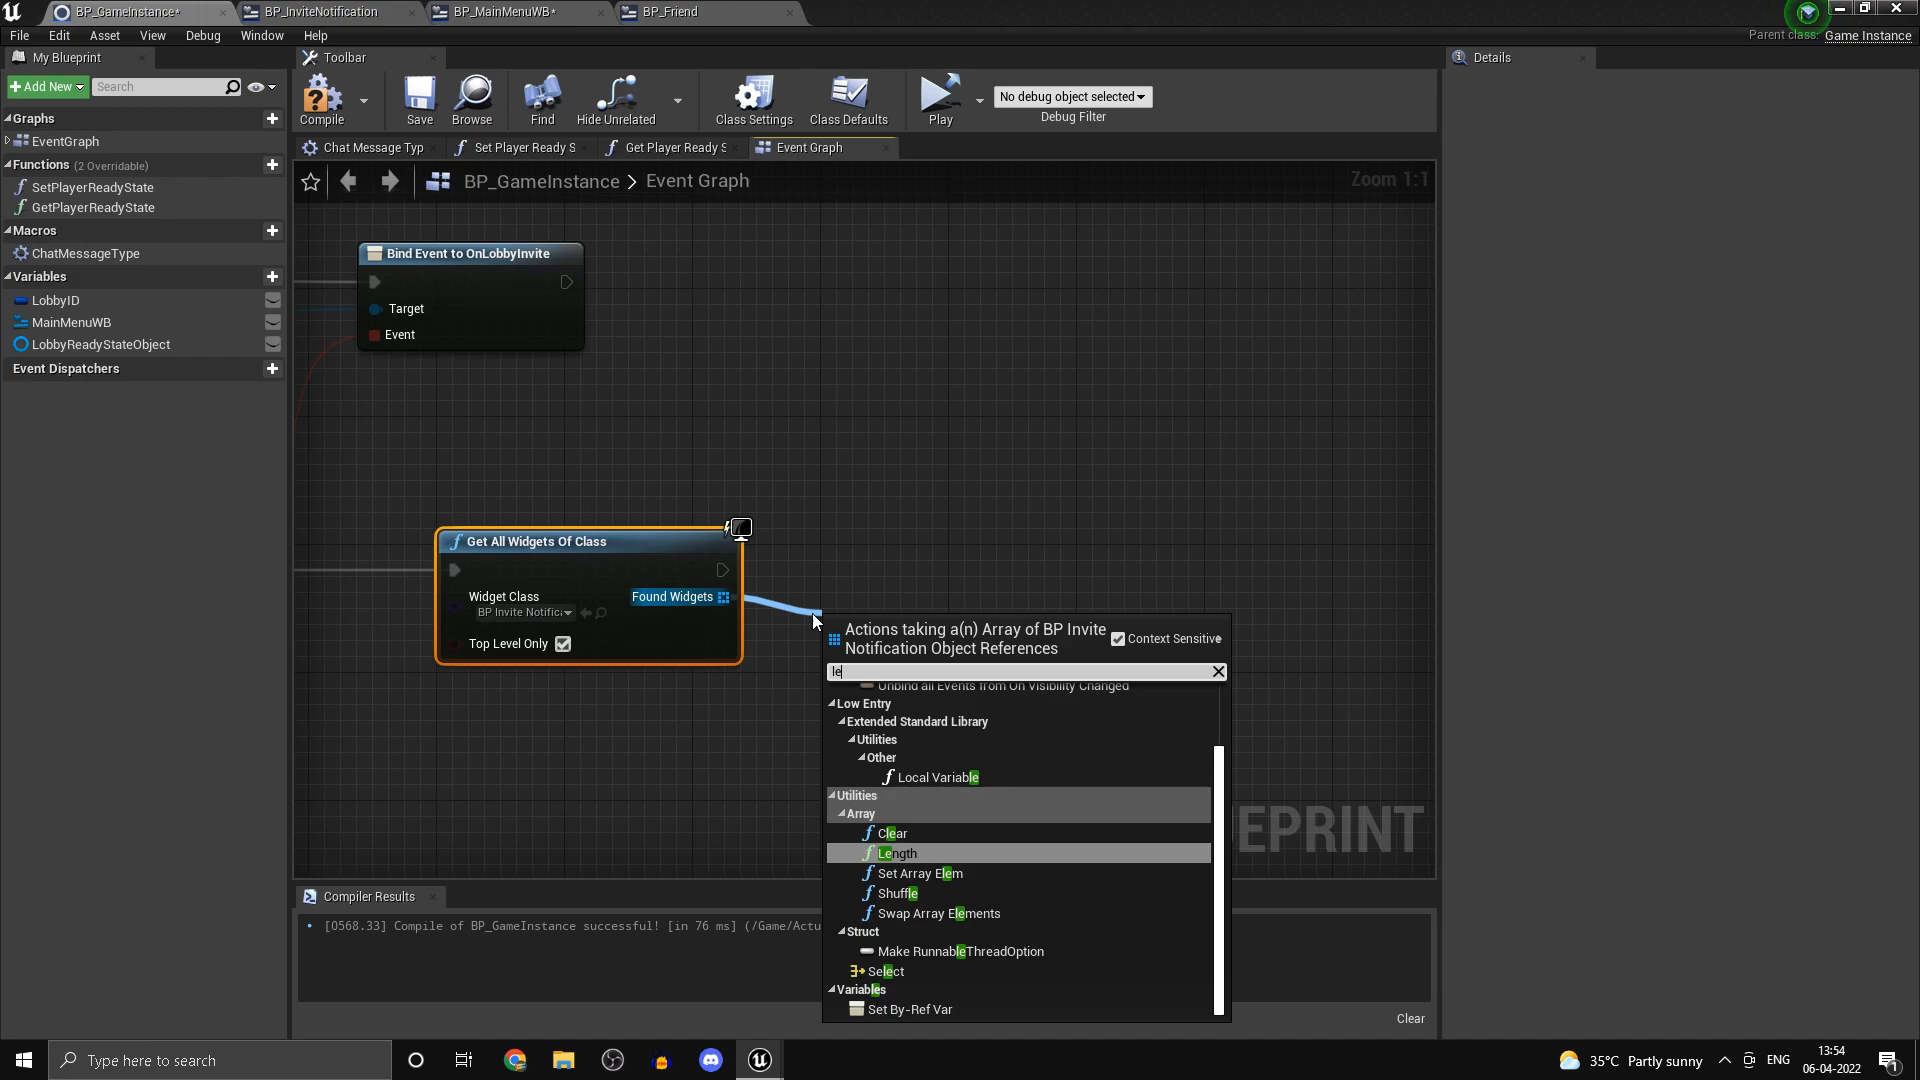 BP_GameInstance*
BP_InviteNotification
BP_MainMenuWB*
BP_Friend
File Edit Asset View Debug Window Help
Parent class: Game Instance
My Blueprint
Toolbar
Details
Add New
Search
Compile
Save
Browse
Find
Hide Unrelated
Class Settings
Class Defaults
Play
No debug object selected
Debug Filter
Graphs
EventGraph
Functions (2 Overridable)
SetPlayerReadyState
GetPlayerReadyState
Macros
ChatMessageType
Variables
LobbyID
MainMenuWB
LobbyReadyStateObject
Event Dispatchers
Chat Message Typ
Set Player Ready S
Get Player Ready S
Event Graph
BP_GameInstance > Event Graph
Zoom 1:1
Bind Event to OnLobbyInvite
Target
Event
Get All Widgets Of Class
Widget Class
BP Invite Notific
Found Widgets
Top Level Only
Actions taking a(n) Array of BP Invite
Notification Object References
Context Sensitive
le
Unbind all Events from On Visibility Changed
Low Entry
Extended Standard Library
Utilities
Other
Local Variable
Utilities
Array
Clear
Length
Set Array Elem
Shuffle
Swap Array Elements
Struct
Make RunnableThreadOption
Select
Variables
Set By-Ref Var
EPRINT
Compiler Results
[0568.33] Compile of BP_GameInstance successful! [in 76 ms] (/Game/Actu
Clear
Type here to search
35°C Partly sunny
ENG
13:54
06-04-2022
1